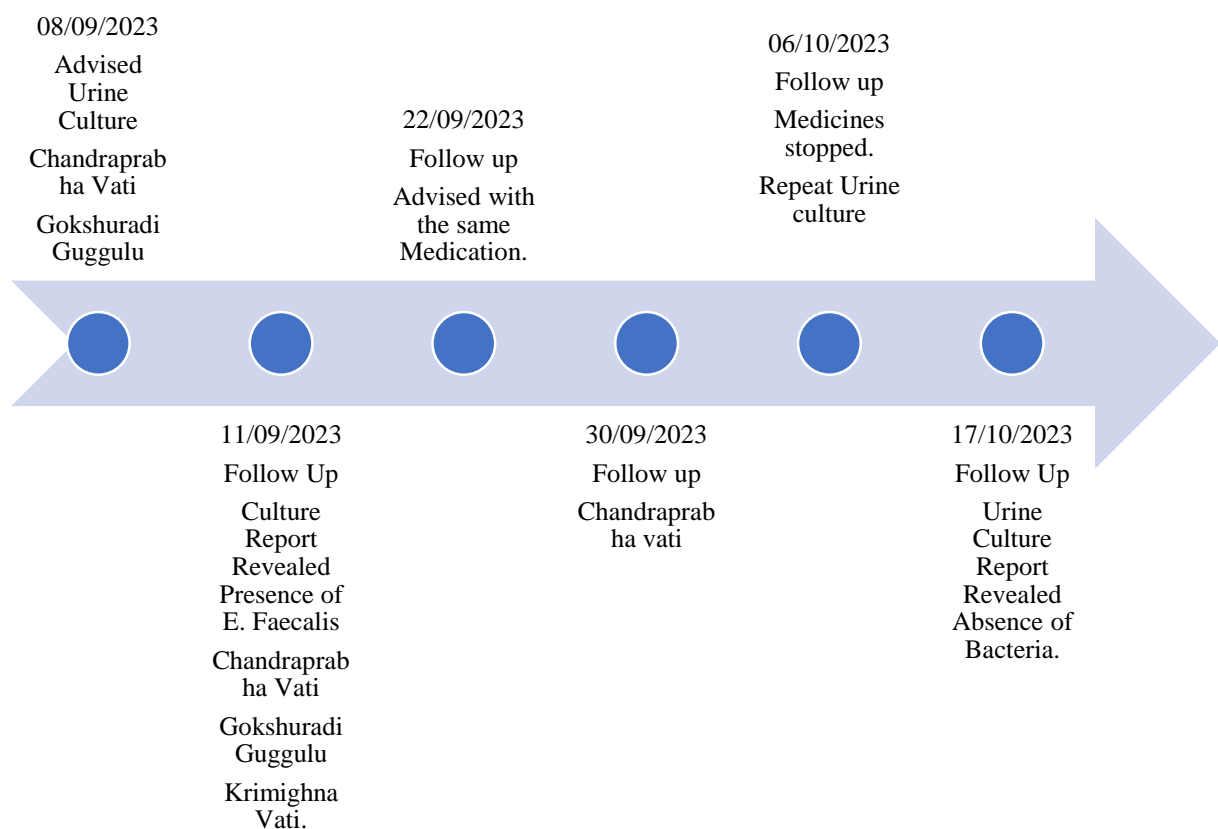 08/09/2023
Advised
Urine
Culture
Chandraprab
ha Vati
Gokshuradi
Guggulu
11/09/2023
Follow Up
Culture
Report
Revealed
Presence of
E. Faecalis
Chandraprab
ha Vati
Gokshuradi
Guggulu
Krimighna
Vati.
22/09/2023
Follow up
Advised with
the same
Medication.
30/09/2023
Follow up
Chandraprab
ha vati
06/10/2023
Follow up
Medicines
stopped.
Repeat Urine
culture
17/10/2023
Follow Up
Urine
Culture
Report
Revealed
Absence of
Bacteria.